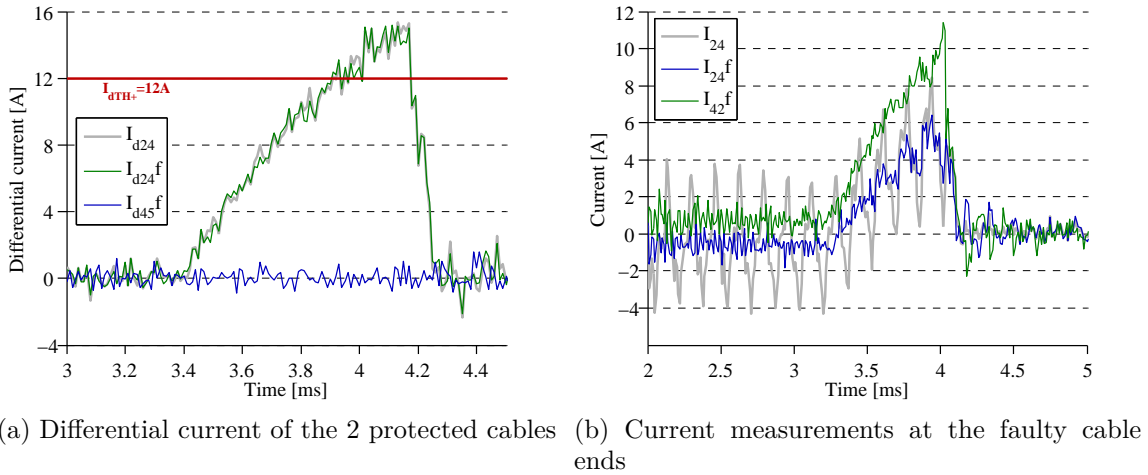 16
12
8
4
0
−4
Differential current [A]
I_dTH+=12A
I_d24
I_d24f
I_d45f
3 3.2 3.4 3.6 3.8 4 4.2 4.4
Time [ms]
12
10
8
6
4
2
0
−2
−4
Current [A]
I_24
I_24f
I_42f
2 2.5 3 3.5 4 4.5 5
Time [ms]
a) Differential current of the 2 protected cables
(b) Current measurements at the faulty cable
ends